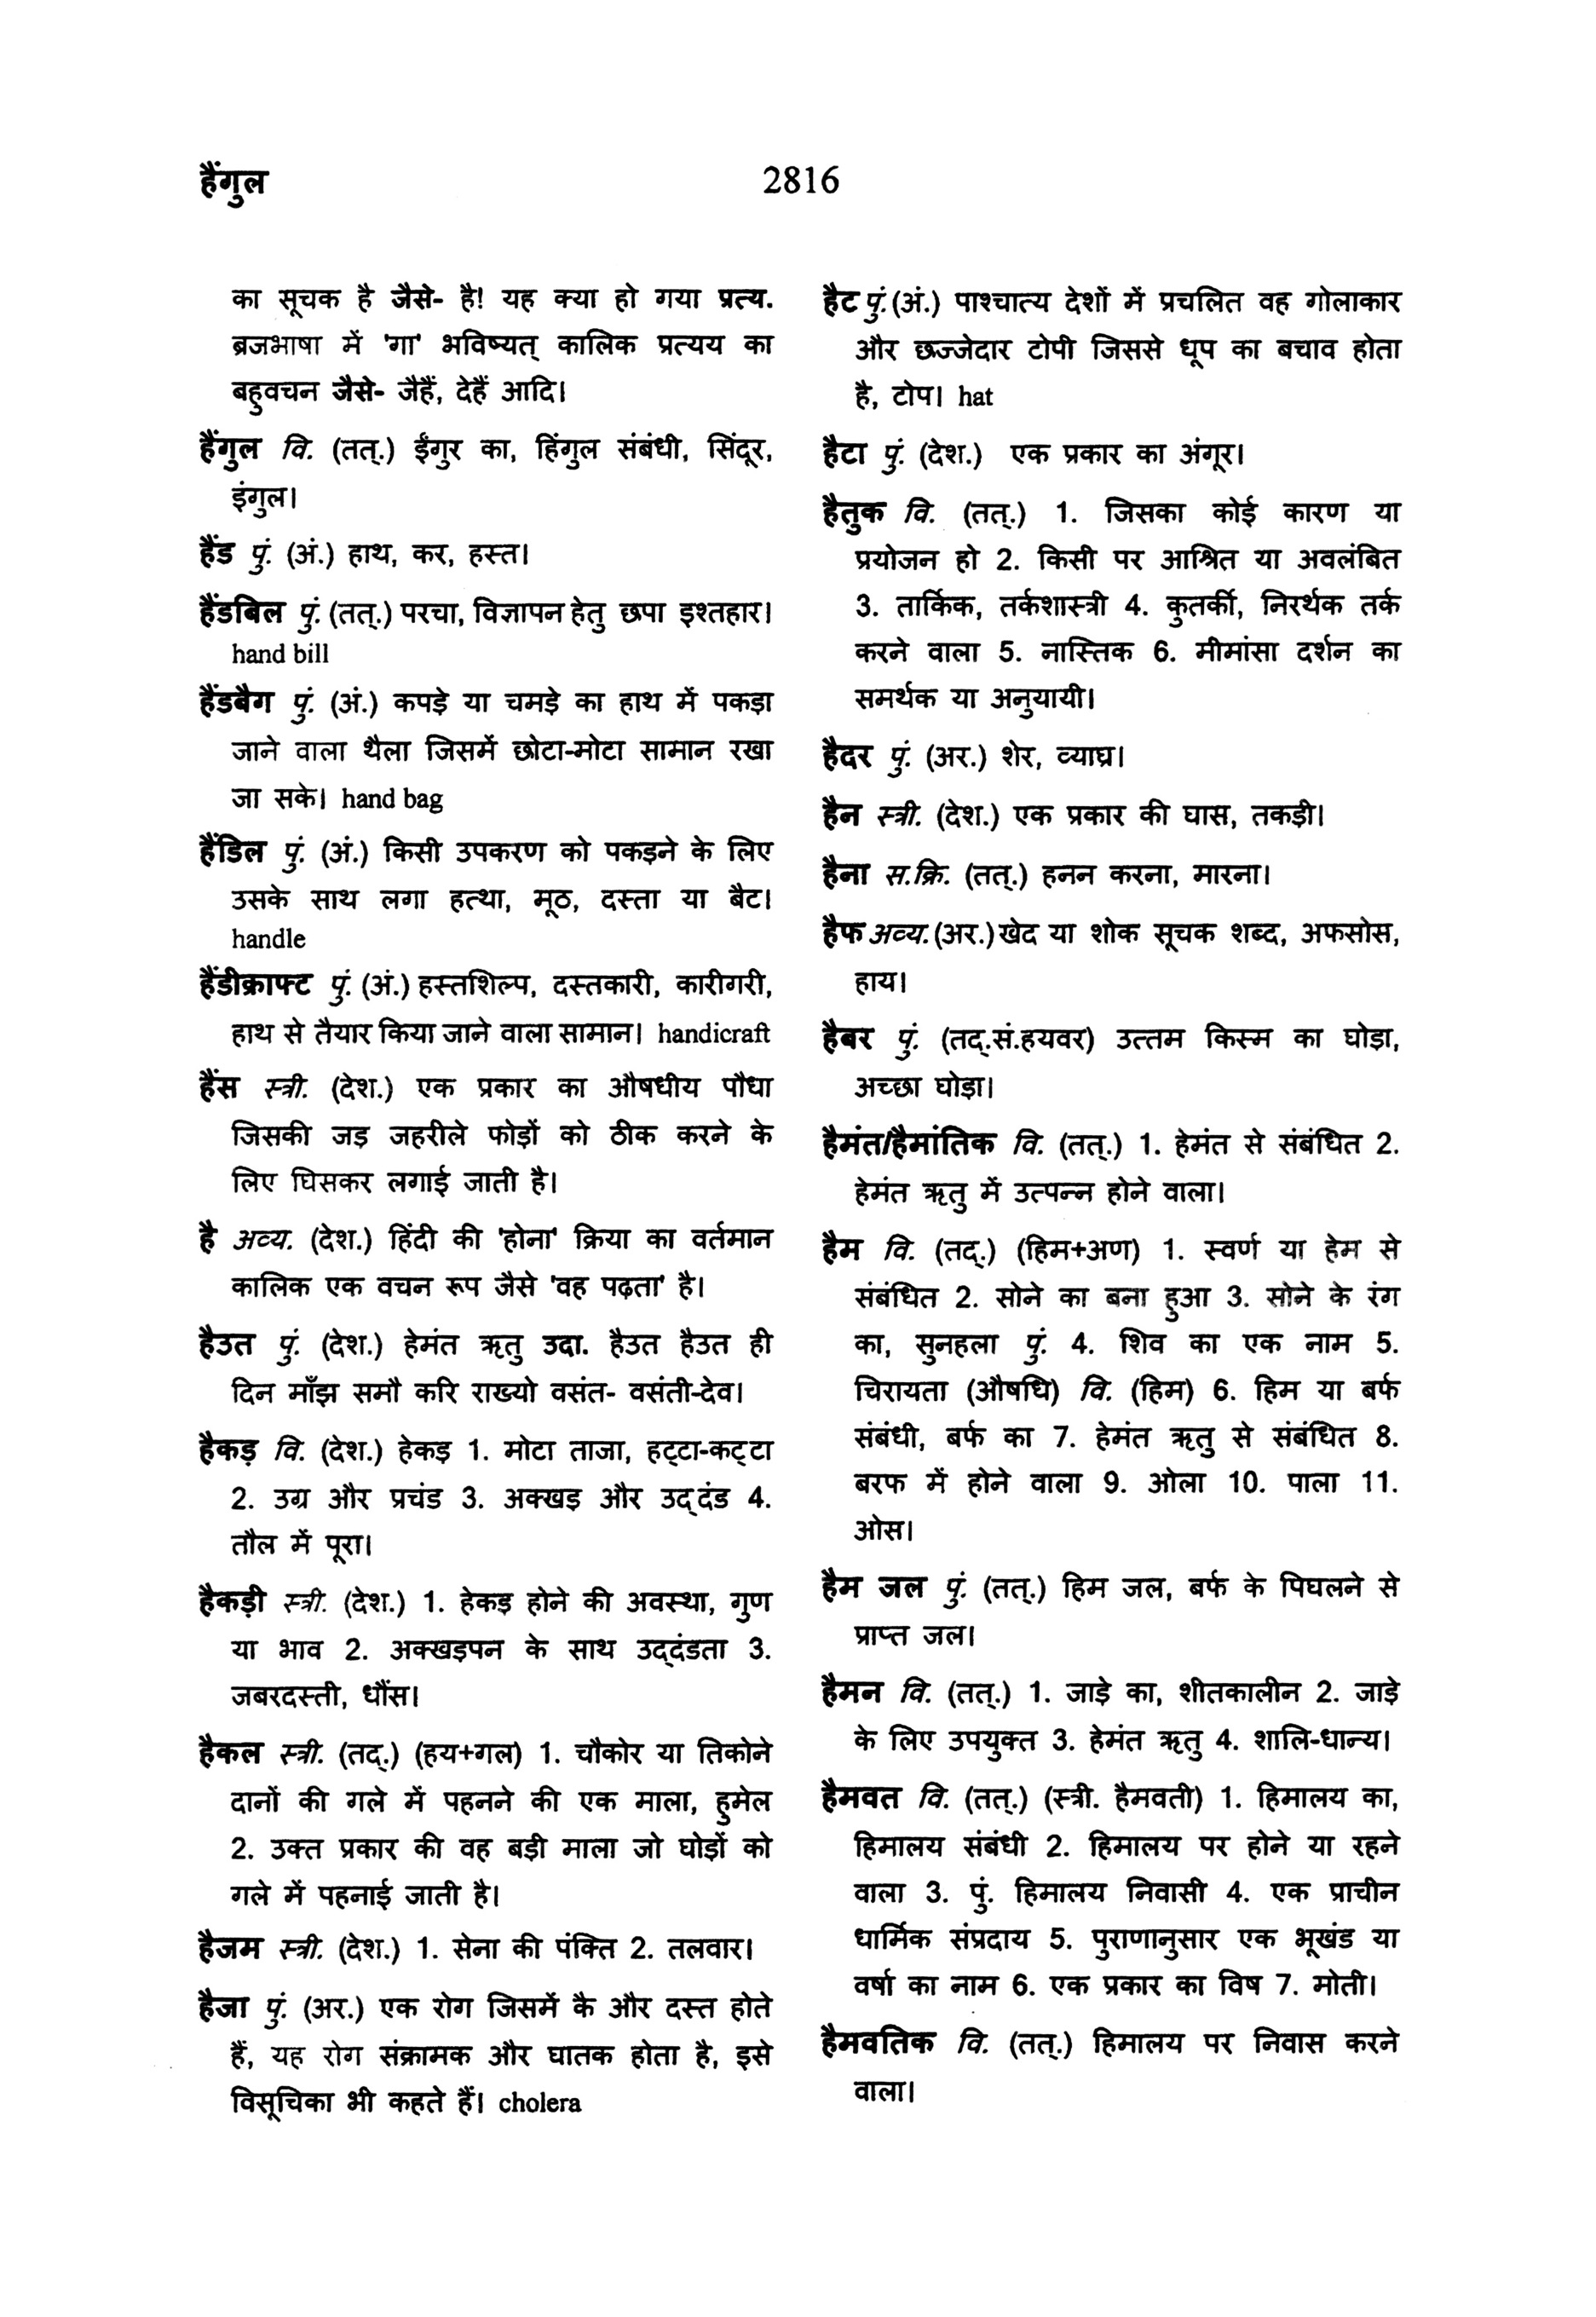 हैंगुल
2816
का सूचक है जैसे- है! यह क्या हो गया प्रत्य.
ब्रजभाषा में 'गा' भविष्यत् कालिक प्रत्यय का
बहुवचन जैसे- जैहैं, देहैं आदि।
हैंगुल वि. (तत्.) ईंगुर का, हिंगुल संबंधी, सिंदूर,
इंगुल।
हैंड पुं. (अं.) हाथ, कर, हस्त।
हैंडबिल पुं. (तत्.) परचा, विज्ञापन हेतु छपा इश्तहार।
hand bill
हैंडबैग पुं. (अं.) कपड़े या चमड़े का हाथ में पकड़ा
जाने वाला थैला जिसमें छोटा-मोटा सामान रखा
जा सके। hand bag
हैंडिल पुं. (अं.) किसी उपकरण को पकड़ने के लिए
उसके साथ लगा हत्था, मूठ, दस्ता या बैट।
handle
हैंडीक्राफ्ट पुं. (अं.) हस्तशिल्प, दस्तकारी, कारीगरी,
हाथ से तैयार किया जाने वाला सामान। handicraft
हैंस स्त्री. (देश.) एक प्रकार का औषधीय पौधा
जिसकी जड़ जहरीले फोड़ों को ठीक करने के
लिए घिसकर लगाई जाती है।
है अव्य. (देश.) हिंदी की 'होना' क्रिया का वर्तमान
कालिक एक वचन रूप जैसे 'वह पढ़ता' है।
हैउत पुं. (देश.) हेमंत ऋतु उदा. हैउत हैउत ही
दिन माँझ समौ करि राख्यो वसंत- वसंती-देव।
हैकड़ वि. (देश.) हेकड़ 1. मोटा ताजा, हट्टा-कट्टा
2. उग्र और प्रचंड 3. अक्खड़ और उद्दंड 4.
तौल में पूरा।
हैकड़ी स्त्री. (देश.) 1. हेकड़ होने की अवस्था, गुण
या भाव 2. अक्खड़पन के साथ उद्दंडता 3.
जबरदस्ती, धौंस।
हैकल स्त्री. (तद्.) (हय+गल) 1. चौकोर या तिकोने
दानों की गले में पहनने की एक माला, हुमेल
2. उक्त प्रकार की वह बड़ी माला जो घोड़ों को
गले में पहनाई जाती है।
हैजम स्त्री. (देश.) 1. सेना की पंक्ति 2. तलवार।
हैजा पुं. (अर.) एक रोग जिसमें कै और दस्त होते
हैं, यह रोग संक्रामक और घातक होता है, इसे
विसूचिका भी कहते हैं। cholera
हैट पुं. (अं.) पाश्चात्य देशों में प्रचलित वह गोलाकार
और छज्जेदार टोपी जिससे धूप का बचाव होता
है, टोप। hat
हैटा पुं. (देश.) एक प्रकार का अंगूर।
हैतुक वि. (तत्.) 1. जिसका कोई कारण या
प्रयोजन हो 2. किसी पर आश्रित या अवलंबित
3. तार्किक, तर्कशास्त्री 4. कुतर्की, निरर्थक तर्क
करने वाला 5. नास्तिक 6. मीमांसा दर्शन का
समर्थक या अनुयायी।
हैदर पुं. (अर.) शेर, व्याघ्र।
हैन स्त्री. (देश.) एक प्रकार की घास, तकड़ी।
हैना स.क्रि. (तत्.) हनन करना, मारना।
हैफ अव्य. (अर.) खेद या शोक सूचक शब्द, अफसोस,
हाय।
हैबर पुं. (तद्.सं.हयवर) उत्तम किस्म का घोड़ा,
अच्छा घोड़ा।
हैमंत/हैमांतिक वि. (तत्.) 1. हेमंत से संबंधित 2.
हेमंत ऋतु में उत्पन्न होने वाला।
हैम वि. (तद्.) (हिम+अण) 1. स्वर्ण या हेम से
संबंधित 2. सोने का बना हुआ 3. सोने के रंग
का, सुनहला पुं. 4. शिव का एक नाम 5.
चिरायता (औषधि) वि. (हिम) 6. हिम या बर्फ
संबंधी, बर्फ का 7. हेमंत ऋतु से संबंधित 8.
बरफ में होने वाला 9. ओला 10. पाला 11.
ओस।
हैम जल पुं. (तत्.) हिम जल, बर्फ के पिघलने से
प्राप्त जल।
हैमन वि. (तत्.) 1. जाड़े का, शीतकालीन 2. जाड़े
के लिए उपयुक्त 3. हेमंत ऋतु 4. शालि-धान्य।
हैमवत वि. (तत्.) (स्त्री. हैमवती) 1. हिमालय का,
हिमालय संबंधी 2. हिमालय पर होने या रहने
वाला 3. पुं. हिमालय निवासी 4. एक प्राचीन
धार्मिक संप्रदाय 5. पुराणानुसार एक भूखंड या
वर्षा का नाम 6. एक प्रकार का विष 7. मोती।
हैमवतिक वि. (तत्.) हिमालय पर निवास करने
वाला।